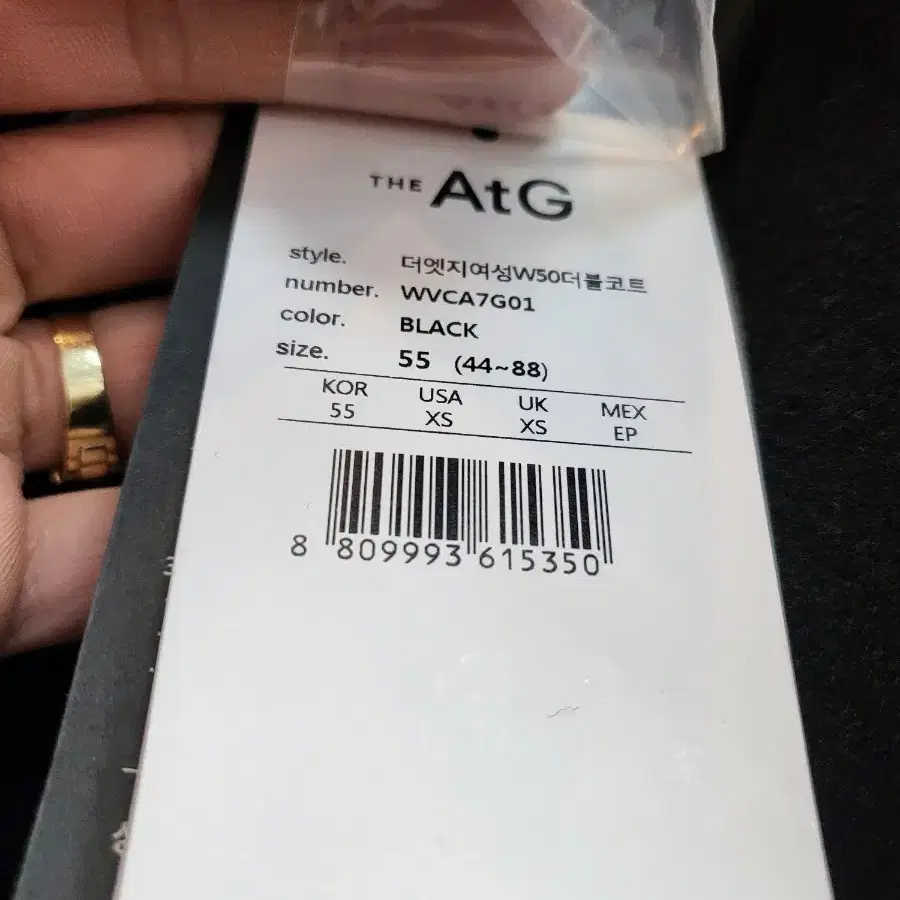 THE AtG
style. 더엣지여성W50더블코트
number. WVCA7G01
color. BLACK
size. 55 (44~88)
KOR USA UK MEX
55 XS XS EP
8 809993 615350